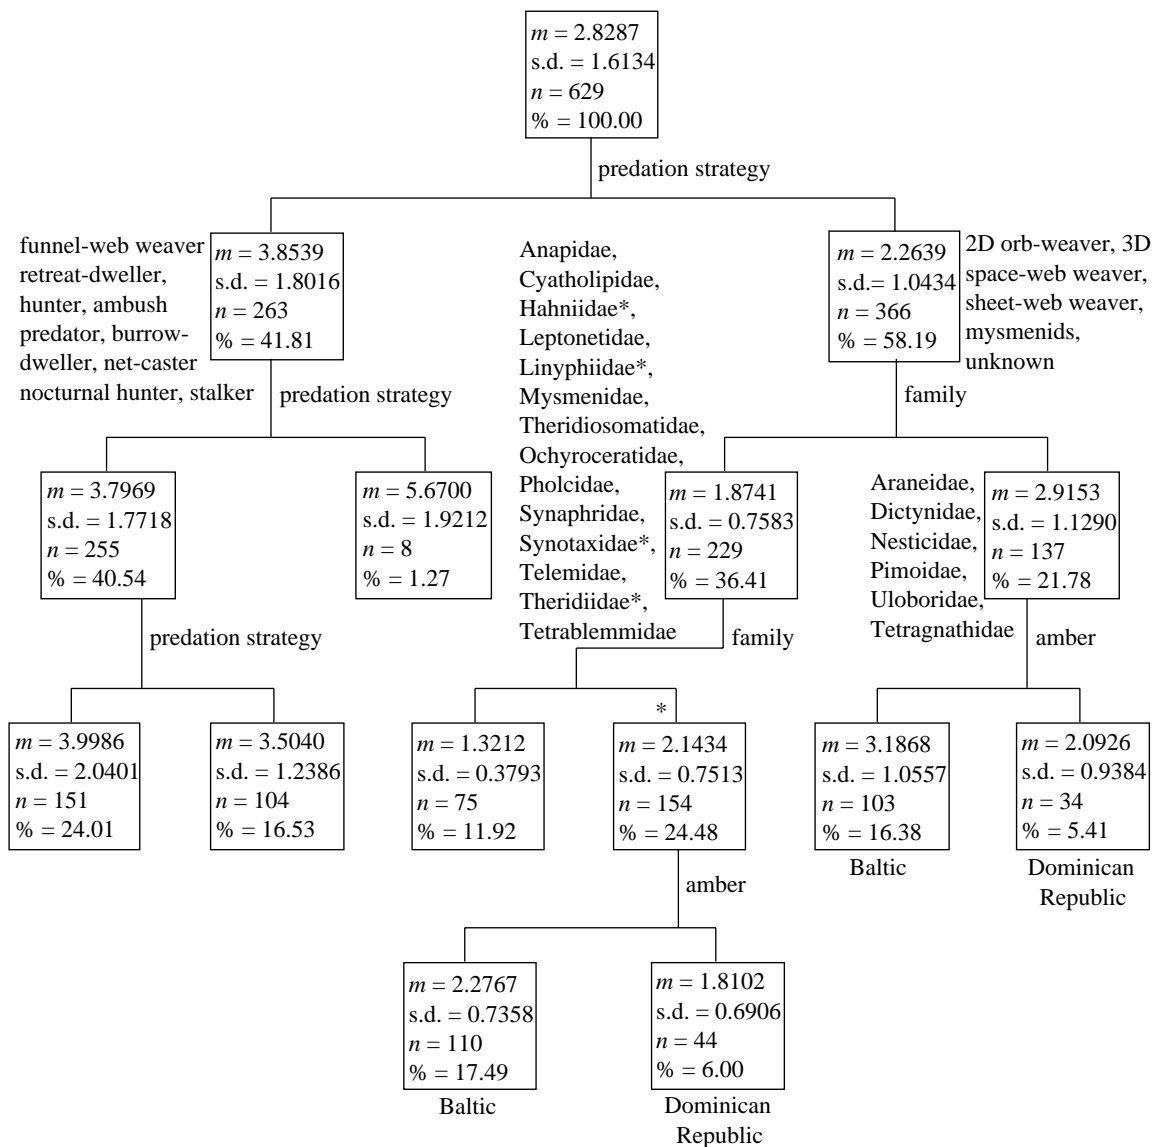 m = 2.8287
s.d. = 1.6134
n = 629
% = 100.00
predation strategy
funnel-web weaver
retreat-dweller,
hunter, ambush
predator, burrow-
dweller, net-caster
nocturnal hunter, stalker
m = 3.8539
s.d. = 1.8016
n = 263
% = 41.81
predation strategy
Anapidae,
Cyatholipidae,
Hahniidae*,
Leptonetidae,
Linyphiidae*,
Mysmenidae,
Theridiosomatidae,
Ochyroceratidae,
Pholcidae,
Synaphridae,
Synotaxidae*,
Telemidae,
Theridiidae*,
Tetrablemmidae
m = 2.2639
s.d.= 1.0434
n = 366
% = 58.19
2D orb-weaver, 3D
space-web weaver,
sheet-web weaver,
mysmenids,
unknown
family
m = 3.7969
s.d. = 1.7718
n = 255
% = 40.54
m = 5.6700
s.d. = 1.9212
n = 8
% = 1.27
m = 1.8741
s.d. = 0.7583
n = 229
% = 36.41
Araneidae,
Dictynidae,
Nesticidae,
Pimoidae,
Uloboridae,
Tetragnathidae
m = 2.9153
s.d. = 1.1290
n = 137
% = 21.78
predation strategy
family
amber
m = 3.9986
s.d. = 2.0401
n = 151
% = 24.01
m = 3.5040
s.d. = 1.2386
n = 104
% = 16.53
m = 1.3212
s.d. = 0.3793
n = 75
% = 11.92
*
m = 2.1434
s.d. = 0.7513
n = 154
% = 24.48
m = 3.1868
s.d. = 1.0557
n = 103
% = 16.38
Baltic
m = 2.0926
s.d. = 0.9384
n = 34
% = 5.41
Dominican
Republic
amber
m = 2.2767
s.d. = 0.7358
n = 110
% = 17.49
Baltic
m = 1.8102
s.d. = 0.6906
n = 44
% = 6.00
Dominican
Republic